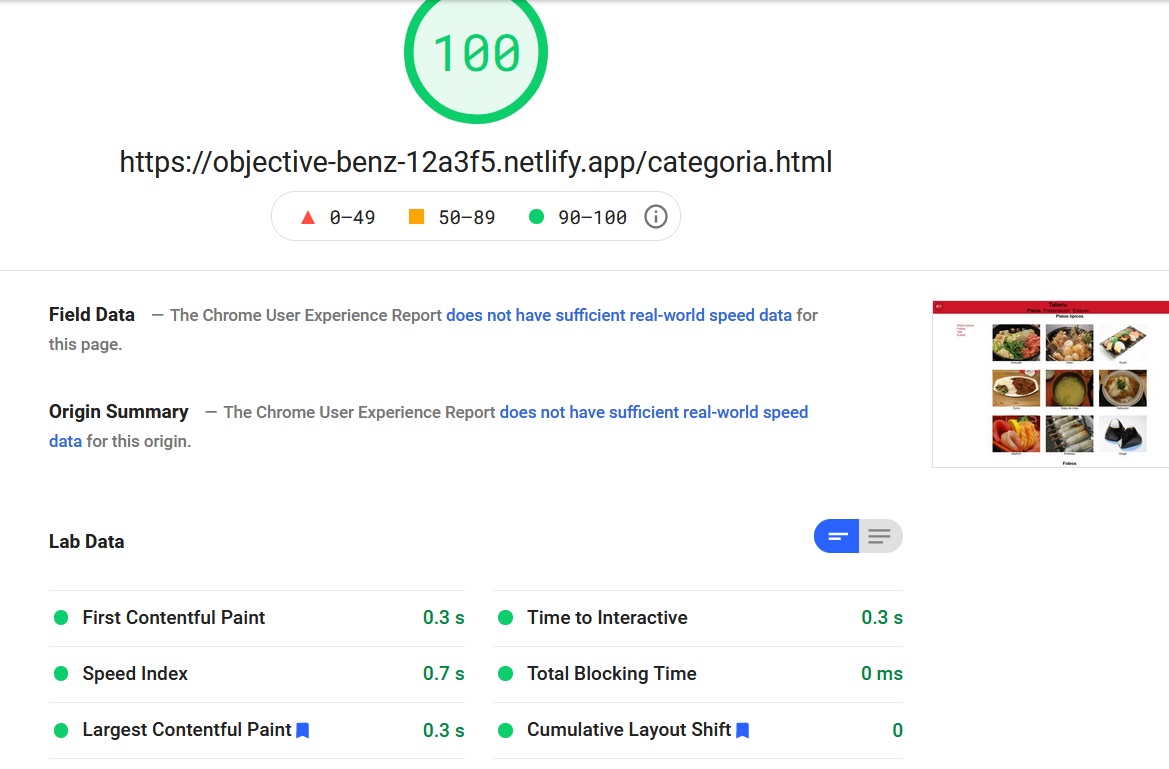 100
https://objective-benz-12a3f5.netlify.app/categoria.html
0–49 50–89 90–100
Field Data — The Chrome User Experience Report does not have sufficient real-world speed data for
this page.
Origin Summary — The Chrome User Experience Report does not have sufficient real-world speed
data for this origin.
Platos típicos
Fideos
Lab Data
First Contentful Paint 0.3 s
Time to Interactive 0.3 s
Speed Index 0.7 s
Total Blocking Time 0 ms
Largest Contentful Paint 0.3 s
Cumulative Layout Shift 0